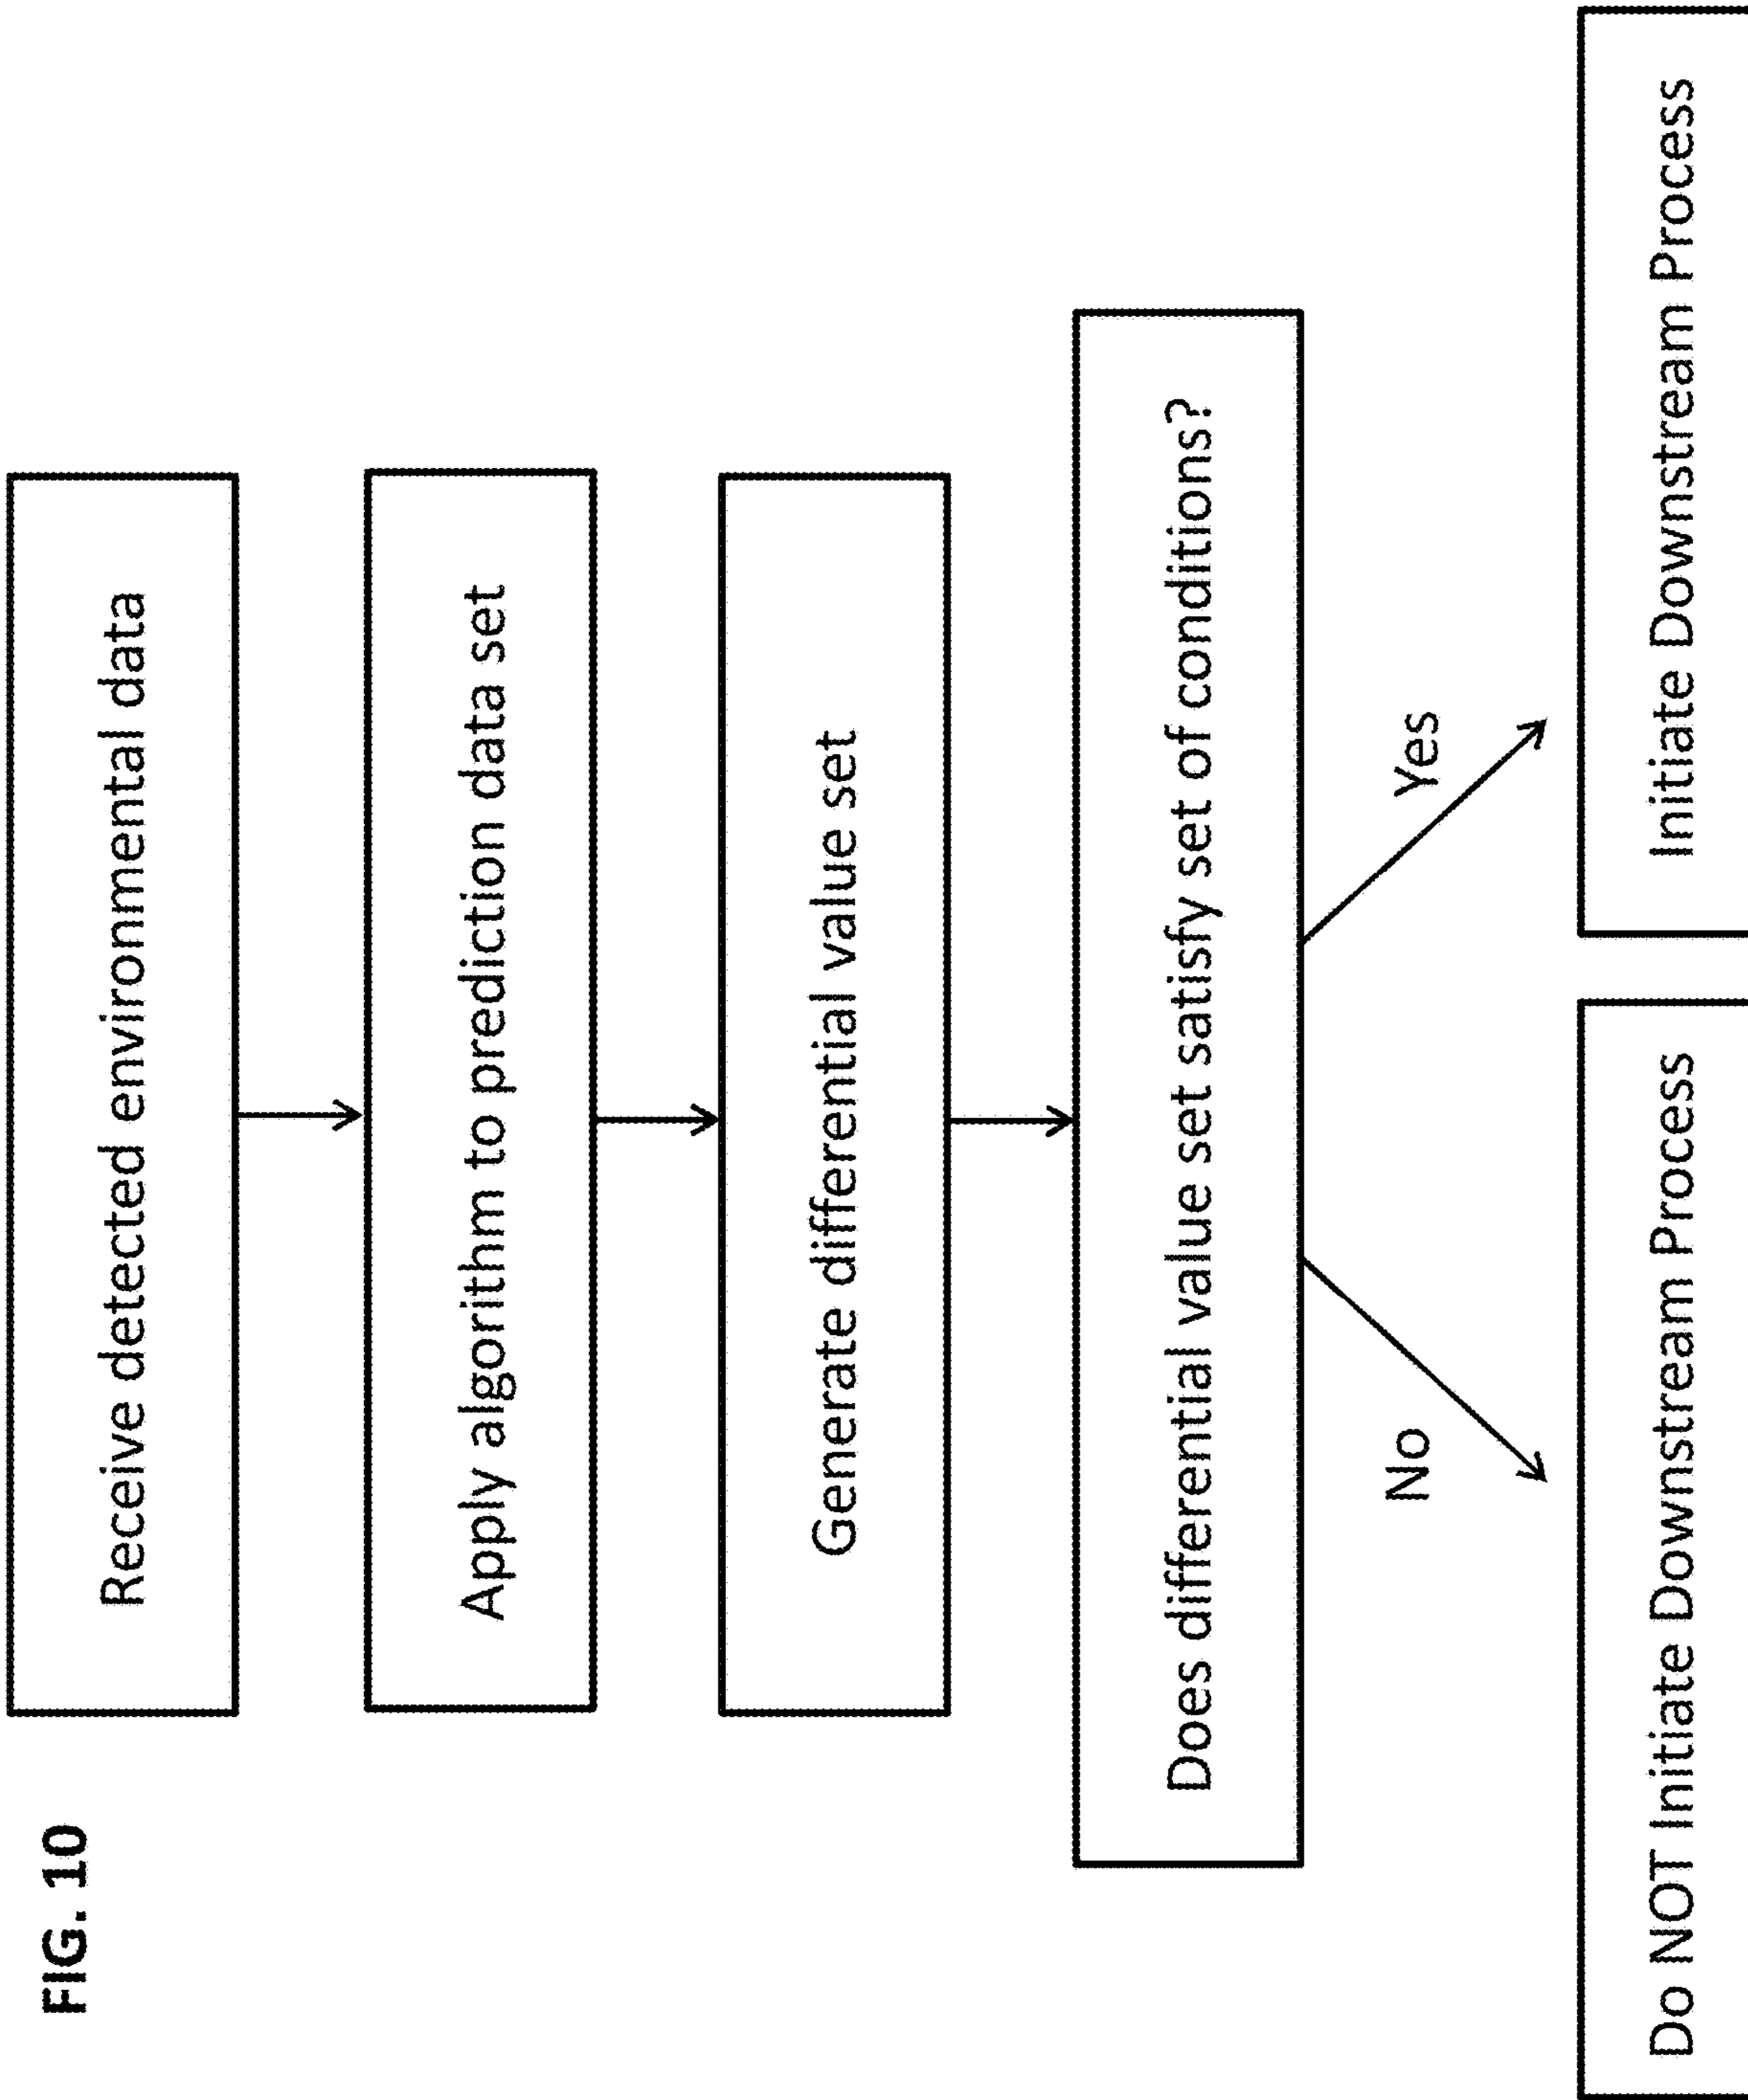 FIG. 10
Receive detected environmental data
Apply algorithm to prediction data set
Generate differential value set
Does differential value set satisfy set of conditions?
No
Yes
Do NOT Initiate Downstream Process
Initiate Downstream Process